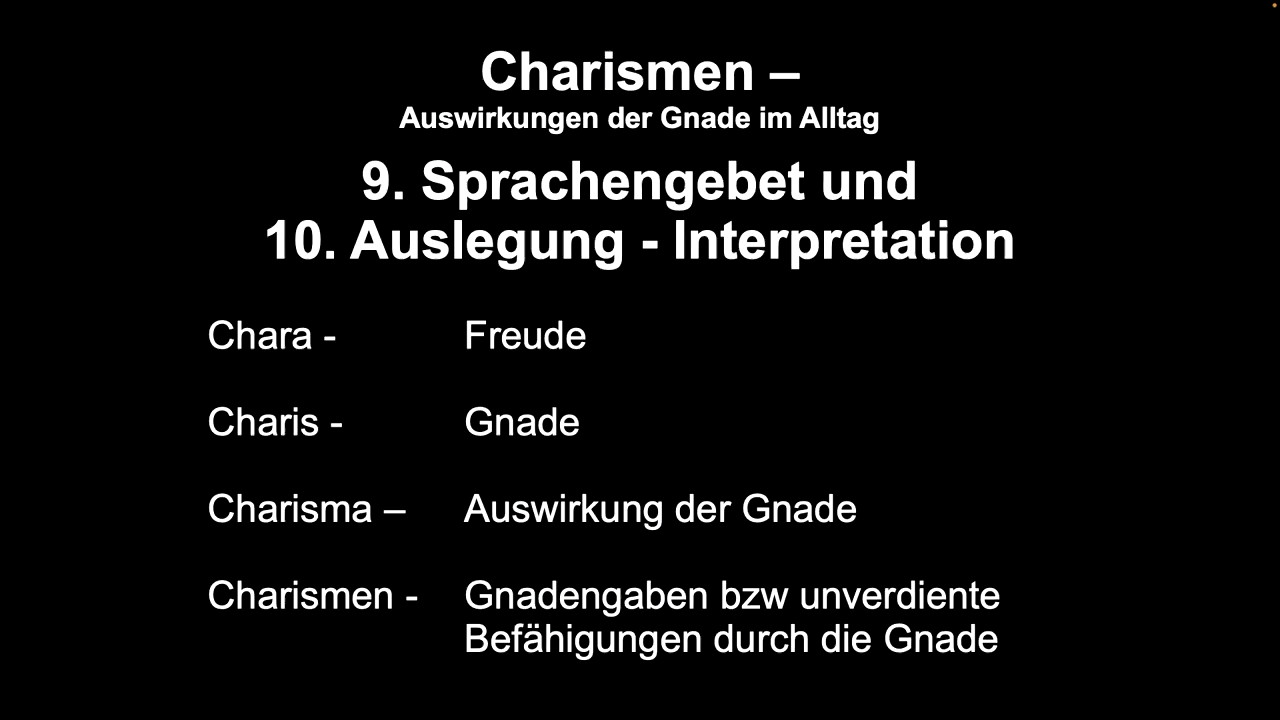 Charismen –
Auswirkungen der Gnade im Alltag
9. Sprachengebet und
10. Auslegung - Interpretation
Chara - Freude
Charis - Gnade
Charisma – Auswirkung der Gnade
Charismen - Gnadengaben bzw unverdiente
Befähigungen durch die Gnade